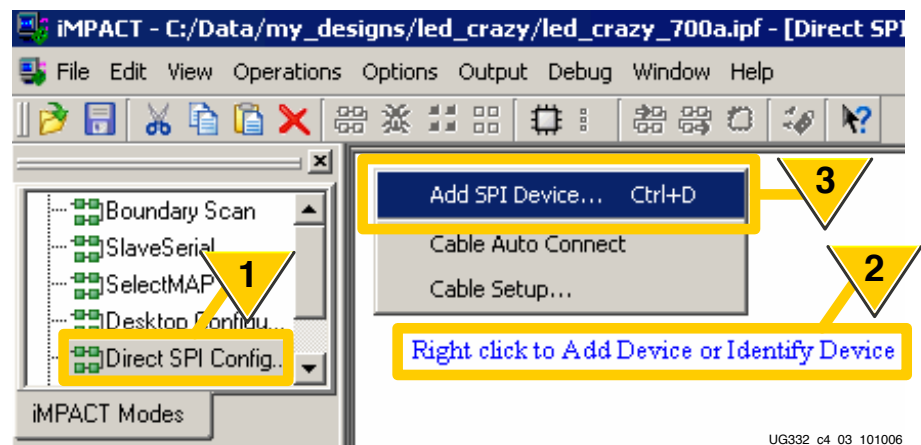 iMPACT - C:/Data/my_designs/led_crazy/led_crazy_700a.ipf - [Direct SPI
File Edit View Operations Options Output Debug Window Help
Add SPI Device... Ctrl+D
3
Cable Auto Connect
Cable Setup...
2
Right click to Add Device or Identify Device
Boundary Scan
SlaveSerial
SelectMAP
1
Desktop Configu...
Direct SPI Config..
iMPACT Modes
UG332_c4_03_101006